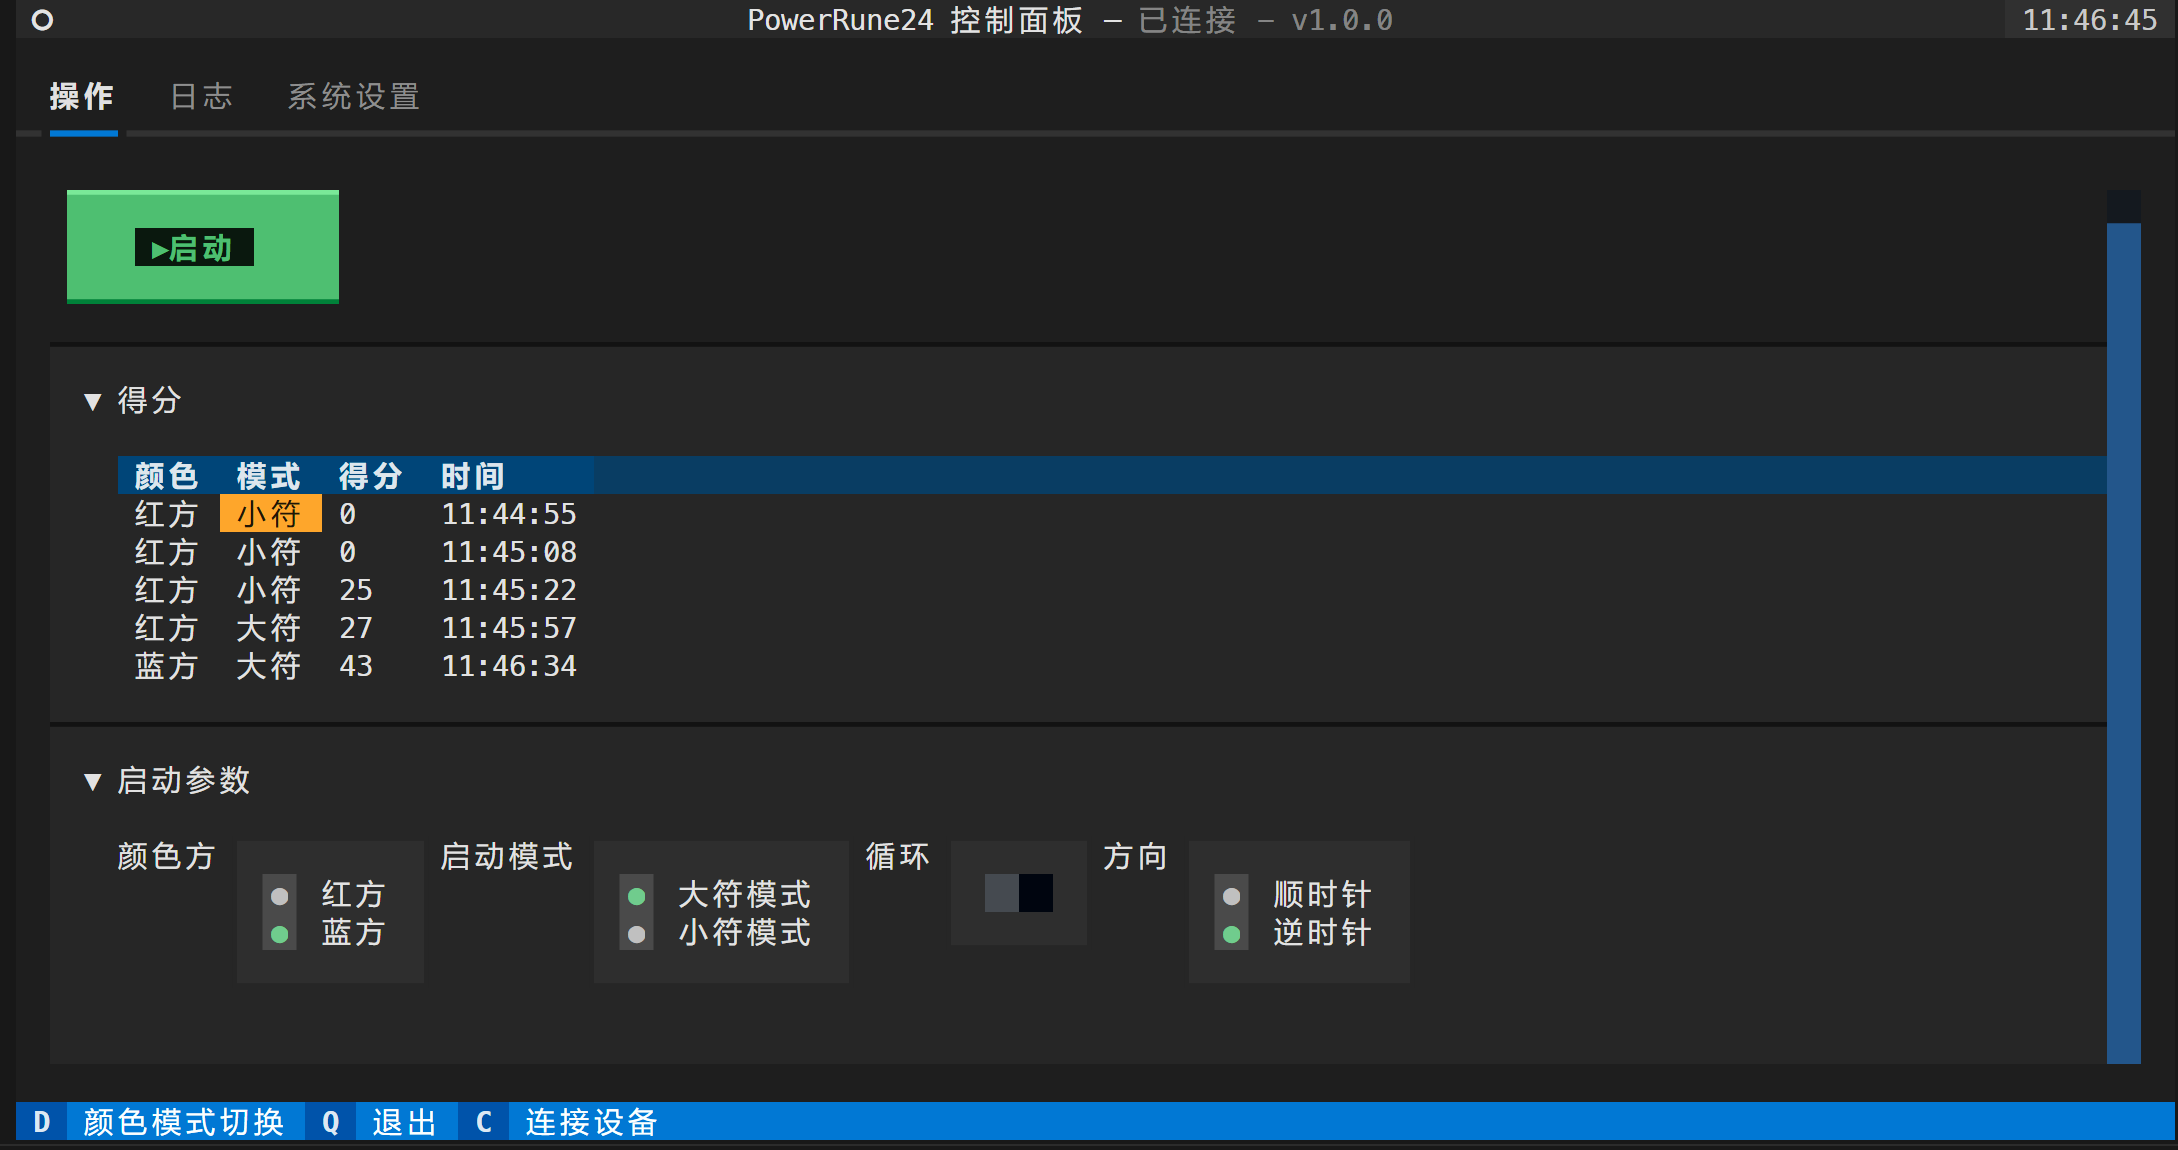 PowerRune24 控制面板 — 已连接 — v1.0.0 11:46:45
操作 日志 系统设置
▶启动
▼ 得分
颜色 模式 得分 时间
红方 小符 0 11:44:55
红方 小符 0 11:45:08
红方 小符 25 11:45:22
红方 大符 27 11:45:57
蓝方 大符 43 11:46:34
▼ 启动参数
颜色方 启动模式 循环 方向
红方 大符模式 顺时针
蓝方 小符模式 逆时针
D 颜色模式切换 Q 退出 C 连接设备